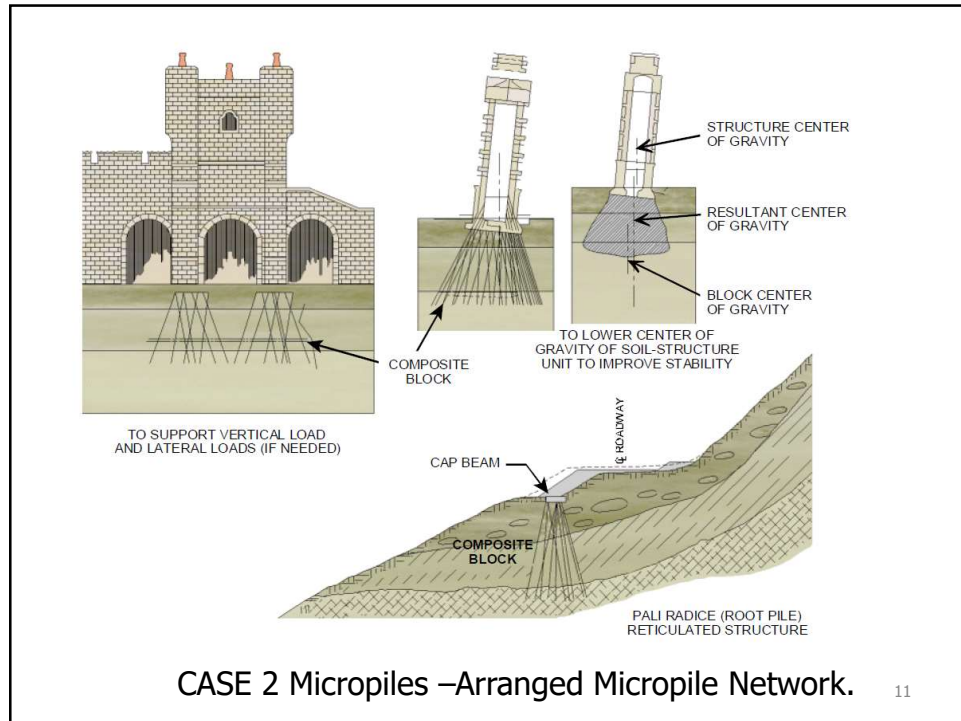 STRUCTURE CENTER
OF GRAVITY
RESULTANT CENTER
OF GRAVITY
BLOCK CENTER
OF GRAVITY
TO LOWER CENTER OF
GRAVITY OF SOIL-STRUCTURE
UNIT TO IMPROVE STABILITY
COMPOSITE
BLOCK
TO SUPPORT VERTICAL LOAD
AND LATERAL LOADS (IF NEEDED)
℄ ROADWAY
CAP BEAM
COMPOSITE
BLOCK
PALI RADICE (ROOT PILE)
RETICULATED STRUCTURE
CASE 2 Micropiles –Arranged Micropile Network.
11